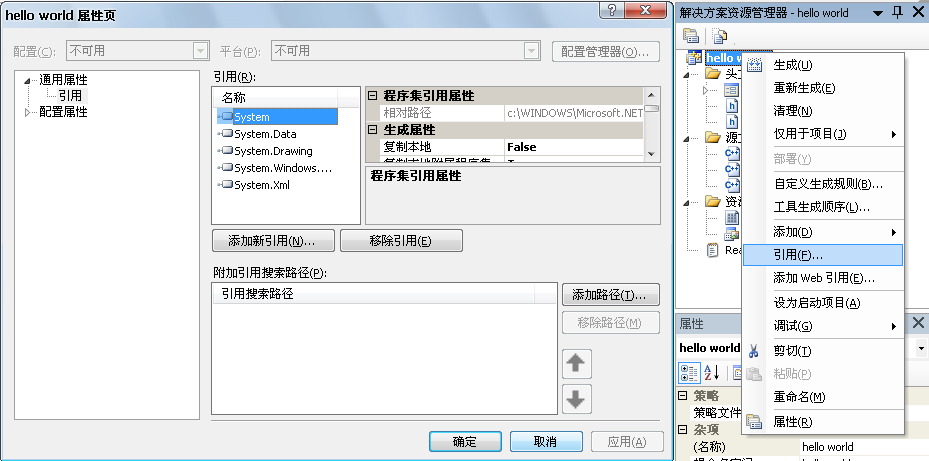 hello world 属性页
配置(C):
不可用
平台(P):
不可用
配置管理器(O)...
通用属性
引用
配置属性
引用(R):
名称
System
System.Data
System.Drawing
System.Windows....
System.Xml
程序集引用属性
相对路径
c:\WINDOWS\Microsoft.NET
生成属性
复制本地
False
程序集引用属性
添加新引用(N)...
移除引用(E)
附加引用搜索路径(P):
引用搜索路径
添加路径(T)...
移除路径(M)
确定
取消
应用(A)
解决方案资源管理器 - hello world
hello w
头
源
资
Rea
生成(U)
重新生成(E)
清理(N)
仅用于项目(J)
部署(Y)
自定义生成规则(B)...
工具生成顺序(L)...
添加(D)
引用(F)...
添加 Web 引用(E)...
设为启动项目(A)
调试(G)
剪切(T)
粘贴(P)
重命名(M)
属性(R)
属性
hello world
策略
策略文件
杂项
(名称)
hello world